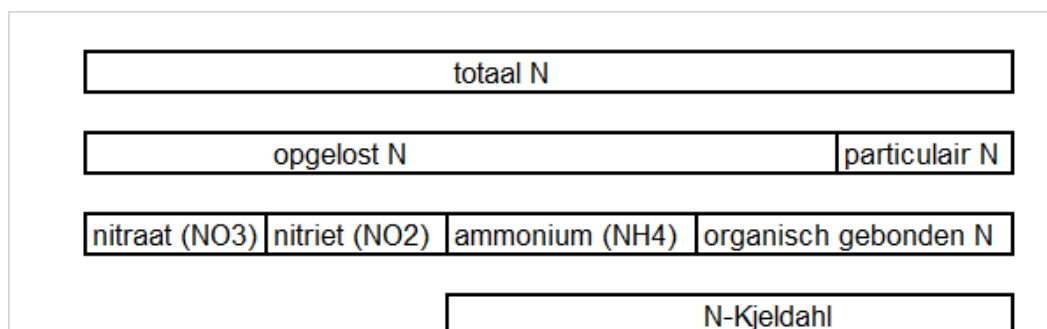 totaal N
opgelost N particulair N
nitraat (NO3) nitriet (NO2) ammonium (NH4) organisch gebonden N
N-Kjeldahl